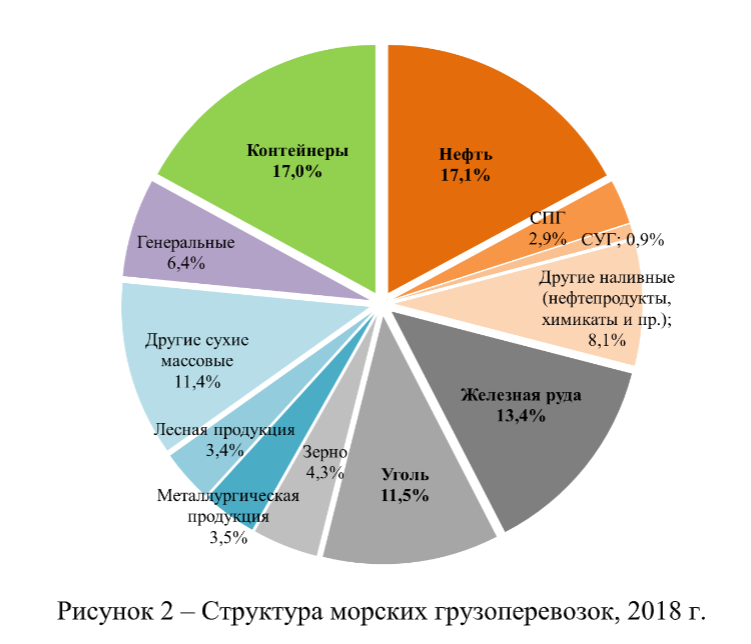 Контейнеры
17,0%
Нефть
17,1%
СПГ
2,9%
СУГ; 0,9%
Генеральные
6,4%
Другие наливные
(нефтепродукты,
химикаты и пр.);
8,1%
Другие сухие
массовые
11,4%
Железная руда
13,4%
Лесная продукция
3,4%
Зерно
4,3%
Уголь
11,5%
Металлургическая
продукция
3,5%
Рисунок 2 – Структура морских грузоперевозок, 2018 г.